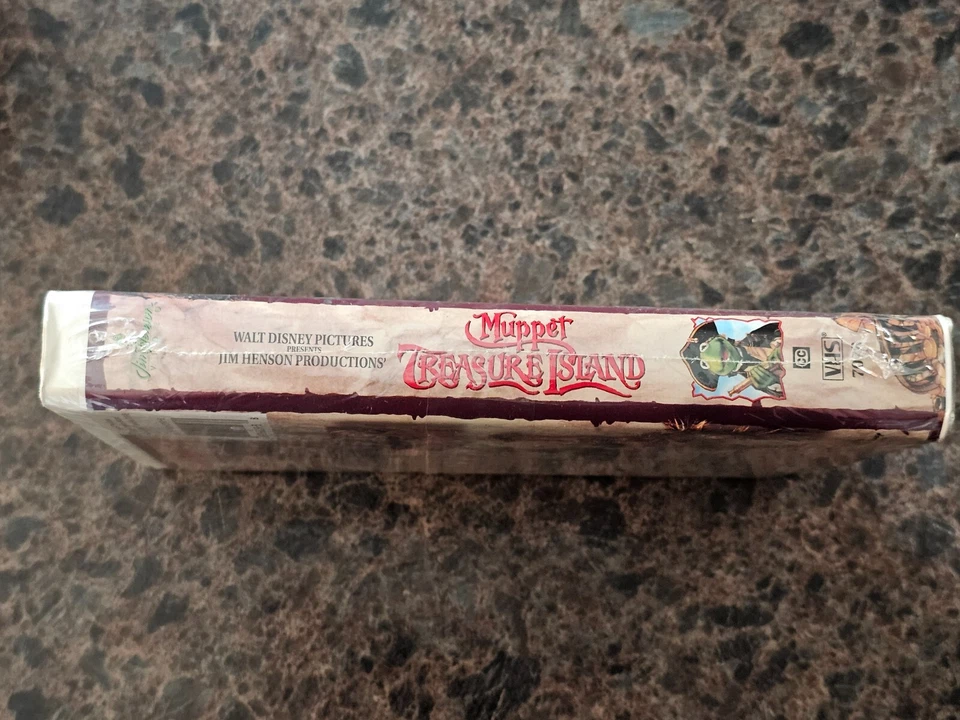 WALT DISNEY PICTURES
PRESENTS
JIM HENSON PRODUCTIONS'
Muppet
TREASURE ISLAND
CC
VHS